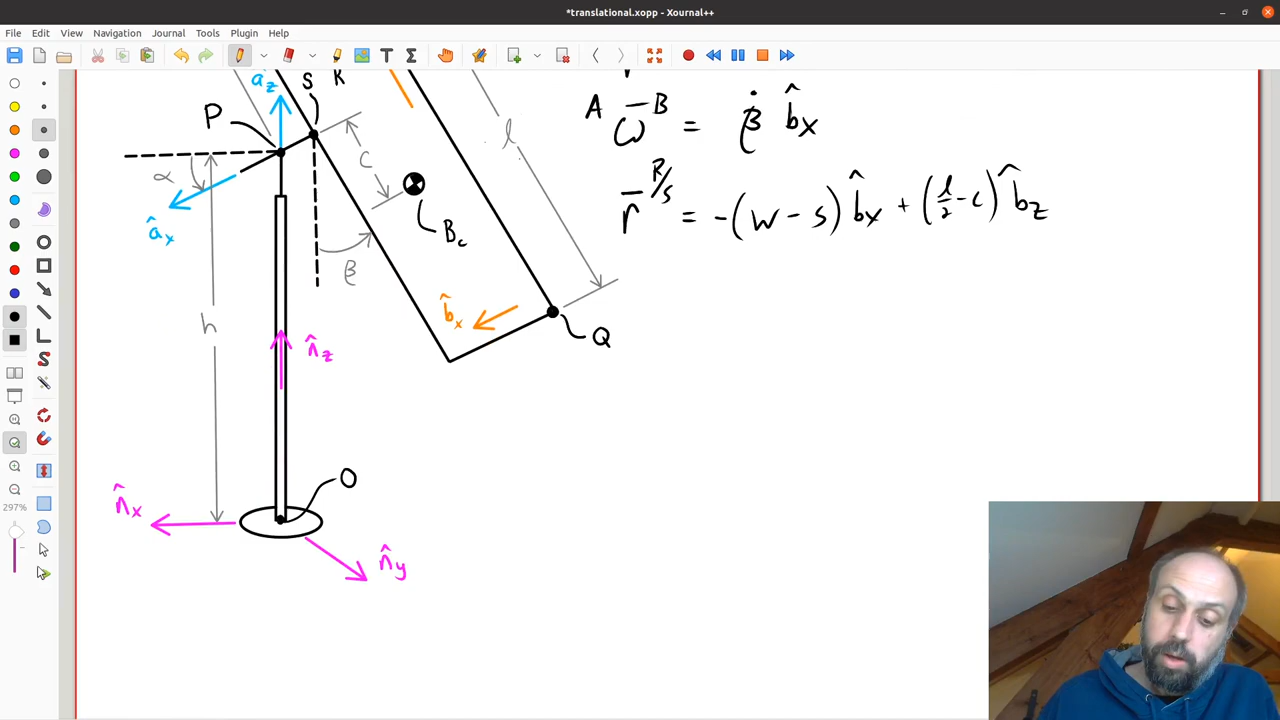 *translational.xopp - Xournal++
File Edit View Navigation Journal Tools Plugin Help
297%
âz
S R
P
α
âx
h
c
Bc
β
l
b̂x
Q
n̂z
O
n̂x
n̂y
A ω̄ B = β̇ b̂x
r̄ R/S = -(w - s) b̂x + (l/2 - c) b̂z